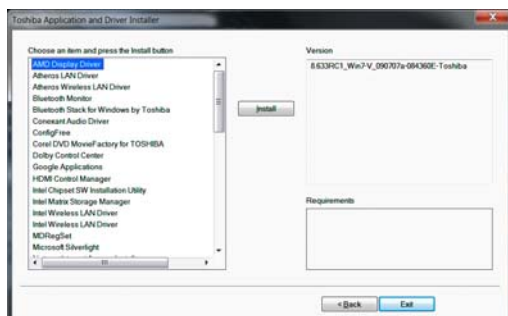 Toshiba Application and Driver Installer
Choose an item and press the Install button
AMD Display Driver
Atheros LAN Driver
Atheros Wireless LAN Driver
Bluetooth Monitor
Bluetooth Stack for Windows by Toshiba
Conexant Audio Driver
ConfigFree
Corel DVD MovieFactory for TOSHIBA
Dolby Control Center
Google Applications
HDMI Control Manager
Intel Chipset SW Installation Utility
Intel Matrix Storage Manager
Intel Wireless LAN Driver
Intel Wireless LAN Driver
MDRegSet
Microsoft Silverlight
Install
Version
8.633RC1_Win7-V_090707a-084360E-Toshiba
Requirements
< Back
Exit